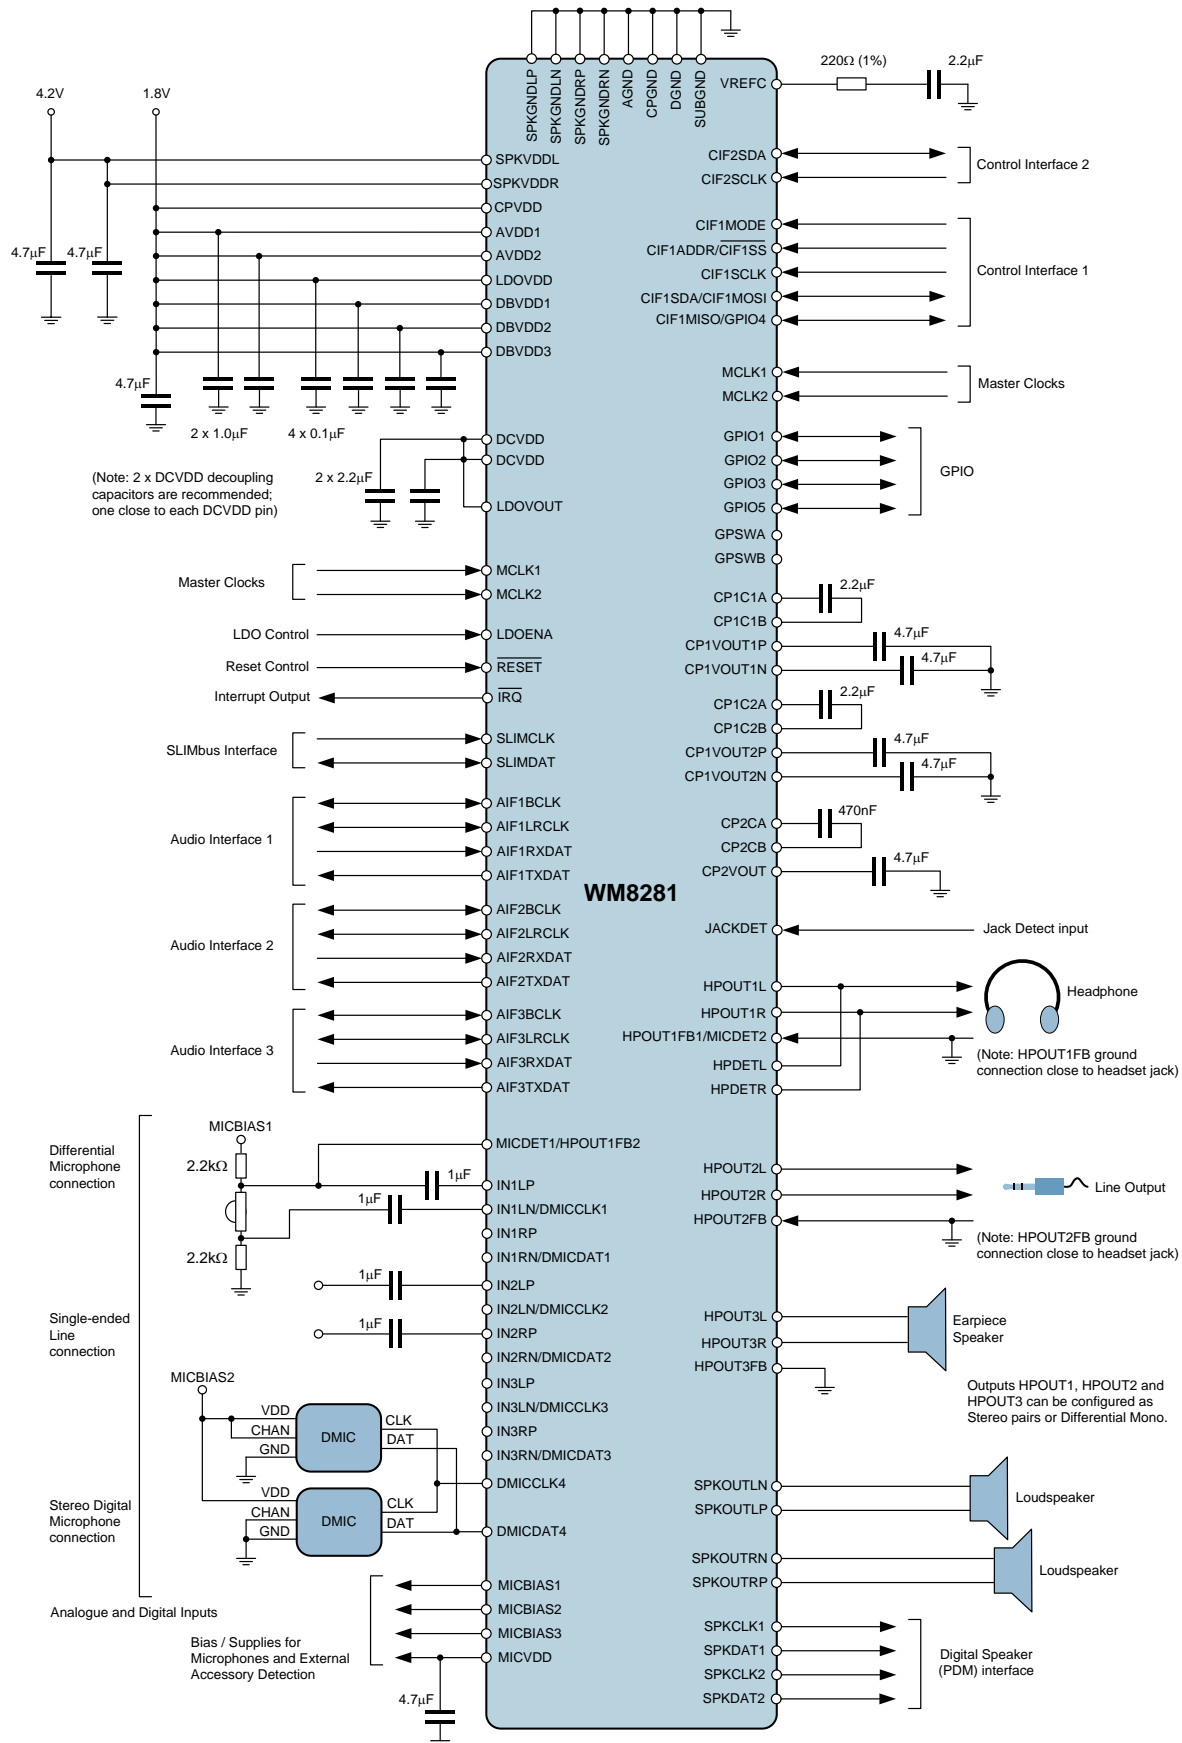 SPKGNDLP
SPKGNDLN
SPKGNDRP
SPKGNDRN
AGND
CPGND
DGND
SUBGND
4.2V
1.8V
SPKVDDL
SPKVDDR
CPVDD
AVDD1
AVDD2
LDOVDD
DBVDD1
DBVDD2
DBVDD3
4.7µF
4.7µF
4.7µF
2 x 1.0µF
4 x 0.1µF
DCVDD
DCVDD
LDOVOUT
2 x 2.2µF
(Note: 2 x DCVDD decoupling
capacitors are recommended;
one close to each DCVDD pin)
Master Clocks
MCLK1
MCLK2
LDO Control
LDOENA
Reset Control
RESET
Interrupt Output
IRQ
SLIMbus Interface
SLIMCLK
SLIMDAT
Audio Interface 1
AIF1BCLK
AIF1LRCLK
AIF1RXDAT
AIF1TXDAT
Audio Interface 2
AIF2BCLK
AIF2LRCLK
AIF2RXDAT
AIF2TXDAT
Audio Interface 3
AIF3BCLK
AIF3LRCLK
AIF3RXDAT
AIF3TXDAT
MICBIAS1
2.2kΩ
2.2kΩ
Differential
Microphone
connection
MICDET1/HPOUT1FB2
1µF
IN1LP
1µF
IN1LN/DMICCLK1
IN1RP
IN1RN/DMICDAT1
1µF
IN2LP
IN2LN/DMICCLK2
1µF
IN2RP
IN2RN/DMICDAT2
IN3LP
IN3LN/DMICCLK3
IN3RP
IN3RN/DMICDAT3
DMICCLK4
DMICDAT4
Single-ended
Line
connection
MICBIAS2
VDD
CHAN
GND
DMIC
CLK
DAT
VDD
CHAN
GND
DMIC
CLK
DAT
Stereo Digital
Microphone
connection
Analogue and Digital Inputs
MICBIAS1
MICBIAS2
MICBIAS3
MICVDD
Bias / Supplies for
Microphones and External
Accessory Detection
4.7µF
WM8281
VREFC
220Ω (1%)
2.2µF
CIF2SDA
CIF2SCLK
Control Interface 2
CIF1MODE
CIF1ADDR/CIF1SS
CIF1SCLK
CIF1SDA/CIF1MOSI
CIF1MISO/GPIO4
Control Interface 1
MCLK1
MCLK2
Master Clocks
GPIO1
GPIO2
GPIO3
GPIO5
GPIO
GPSWA
GPSWB
CP1C1A
CP1C1B
2.2µF
CP1VOUT1P
4.7µF
CP1VOUT1N
4.7µF
CP1C2A
CP1C2B
2.2µF
CP1VOUT2P
4.7µF
CP1VOUT2N
4.7µF
CP2CA
CP2CB
470nF
CP2VOUT
4.7µF
JACKDET
Jack Detect input
HPOUT1L
HPOUT1R
HPOUT1FB1/MICDET2
HPDETL
HPDETR
Headphone
(Note: HPOUT1FB ground
connection close to headset jack)
HPOUT2L
HPOUT2R
HPOUT2FB
Line Output
(Note: HPOUT2FB ground
connection close to headset jack)
HPOUT3L
HPOUT3R
HPOUT3FB
Earpiece
Speaker
Outputs HPOUT1, HPOUT2 and
HPOUT3 can be configured as
Stereo pairs or Differential Mono.
SPKOUTLN
SPKOUTLP
Loudspeaker
SPKOUTRN
SPKOUTRP
Loudspeaker
SPKCLK1
SPKDAT1
SPKCLK2
SPKDAT2
Digital Speaker
(PDM) interface